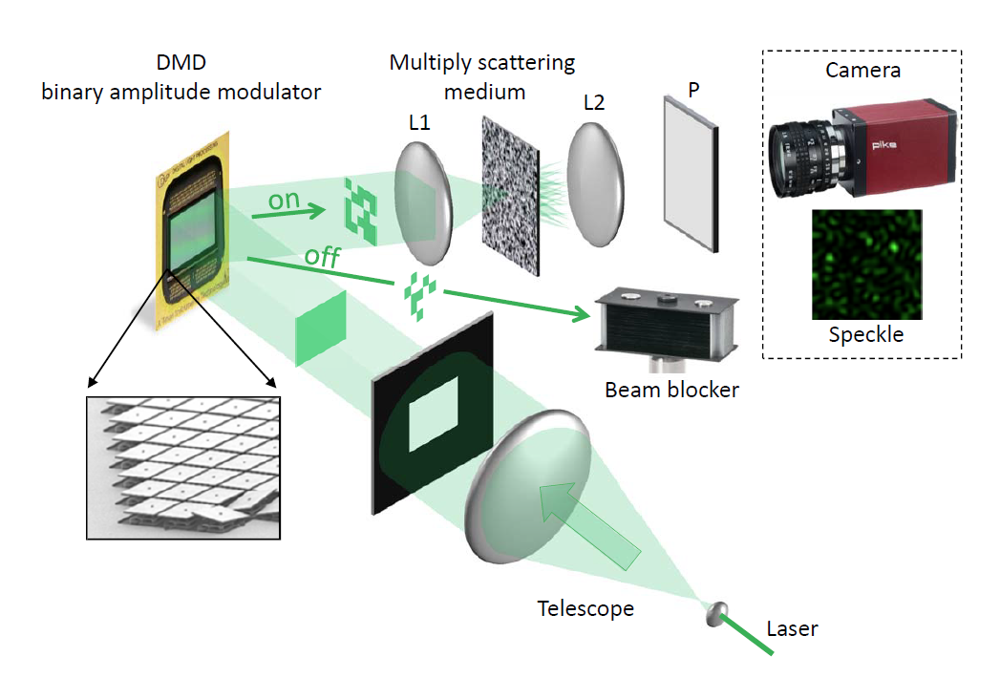 DMD
binary amplitude modulator
Multiply scattering
medium
L1
L2
P
Camera
pike
on
off
Speckle
Beam blocker
Telescope
Laser